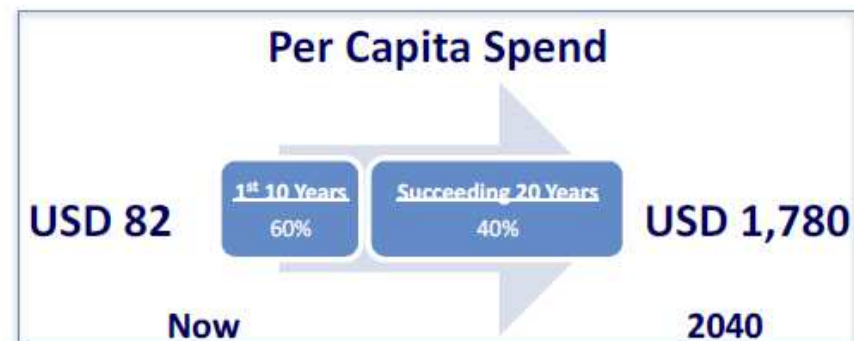 Per Capita Spend
USD 82
1st 10 Years
60%
Succeeding 20 Years
40%
USD 1,780
Now
2040